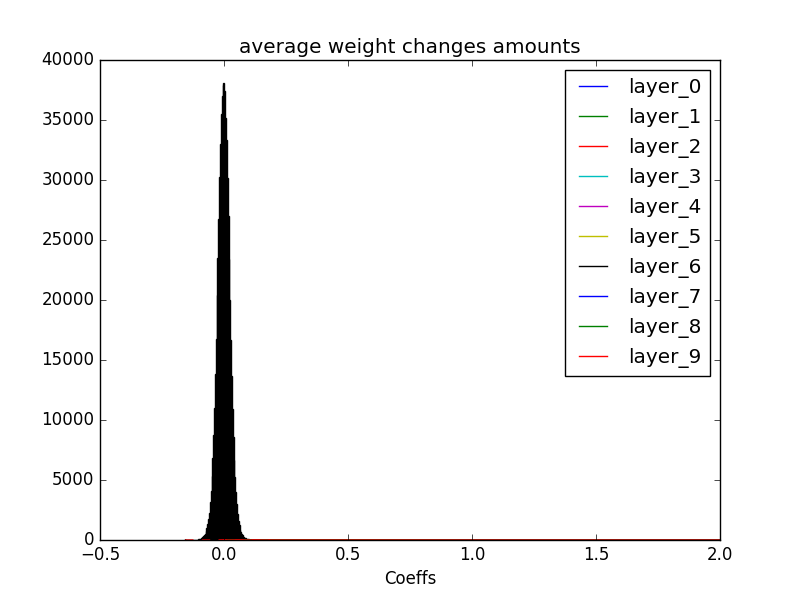 average weight changes amounts
40000
35000
30000
25000
20000
15000
10000
5000
0
layer_0
layer_1
layer_2
layer_3
layer_4
layer_5
layer_6
layer_7
layer_8
layer_9
−0.5 0.0 0.5 1.0 1.5 2.0
Coeffs